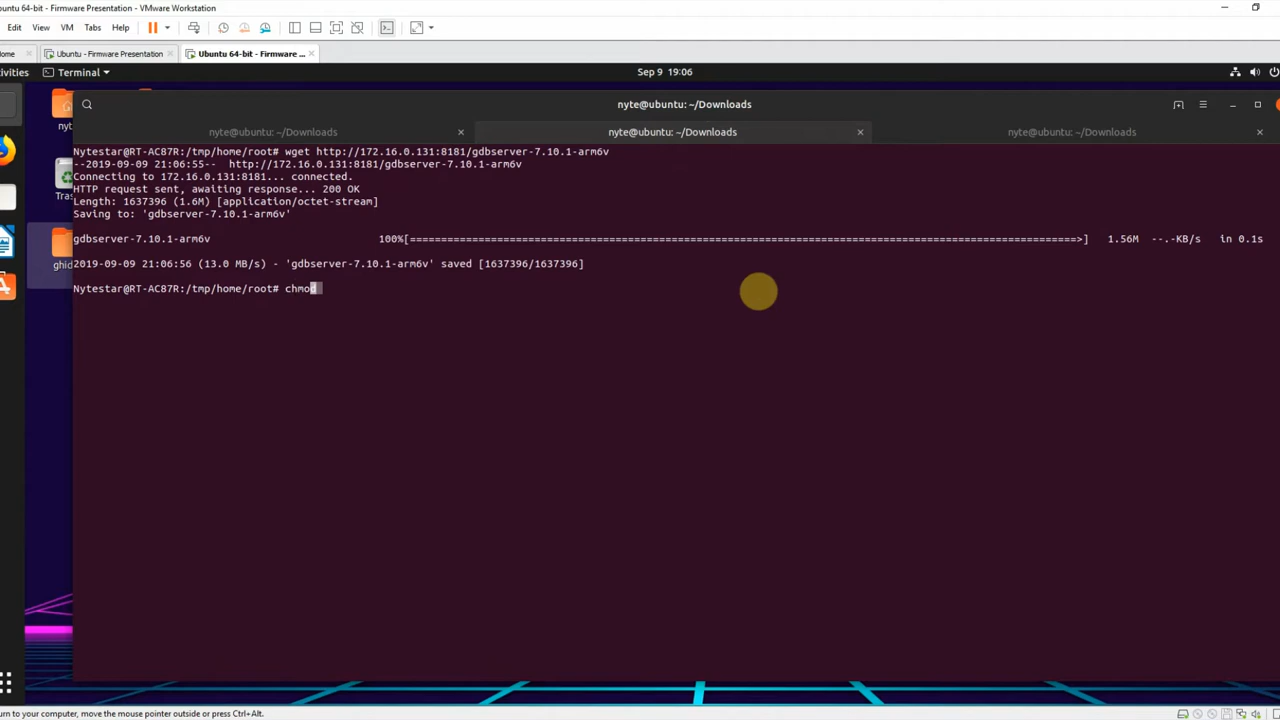 Ubuntu 64-bit - Firmware Presentation - VMware Workstation
Edit View VM Tabs Help
ome Ubuntu - Firmware Presentation Ubuntu 64-bit - Firmware ...
ivities Terminal Sep 9 19:06
nyte@ubuntu: ~/Downloads
nyte@ubuntu: ~/Downloads nyte@ubuntu: ~/Downloads nyte@ubuntu: ~/Downloads
Nytestar@RT-AC87R:/tmp/home/root# wget http://172.16.0.131:8181/gdbserver-7.10.1-arm6v
--2019-09-09 21:06:55-- http://172.16.0.131:8181/gdbserver-7.10.1-arm6v
Connecting to 172.16.0.131:8181... connected.
HTTP request sent, awaiting response... 200 OK
Length: 1637396 (1.6M) [application/octet-stream]
Saving to: 'gdbserver-7.10.1-arm6v'
gdbserver-7.10.1-arm6v 100%[=====================================================================================================>] 1.56M --.-KB/s in 0.1s
2019-09-09 21:06:56 (13.0 MB/s) - 'gdbserver-7.10.1-arm6v' saved [1637396/1637396]
Nytestar@RT-AC87R:/tmp/home/root# chmod
nyt
Tras
ghid
turn to your computer, move the mouse pointer outside or press Ctrl+Alt.